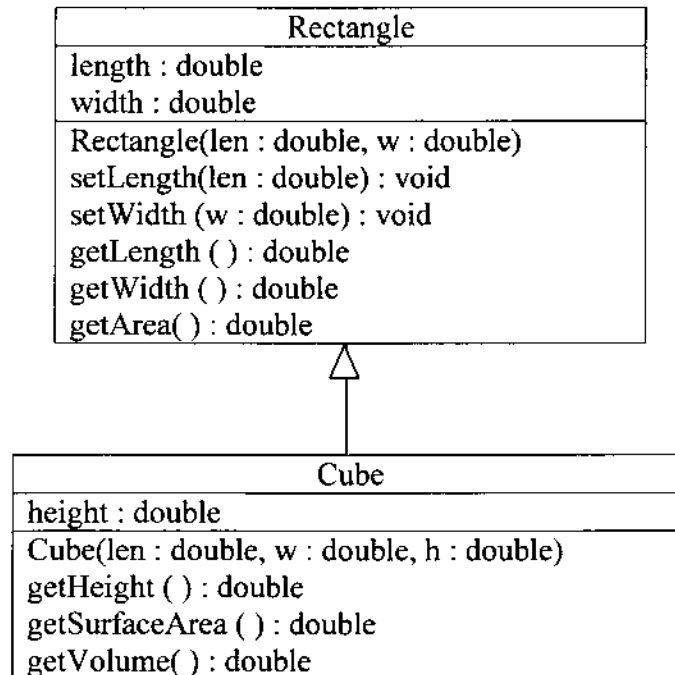 Rectangle
length : double
width : double
Rectangle(len : double, w : double)
setLength(len : double) : void
setWidth (w : double) : void
getLength ( ) : double
getWidth ( ) : double
getArea( ) : double
Cube
height : double
Cube(len : double, w : double, h : double)
getHeight ( ) : double
getSurfaceArea ( ) : double
getVolume( ) : double